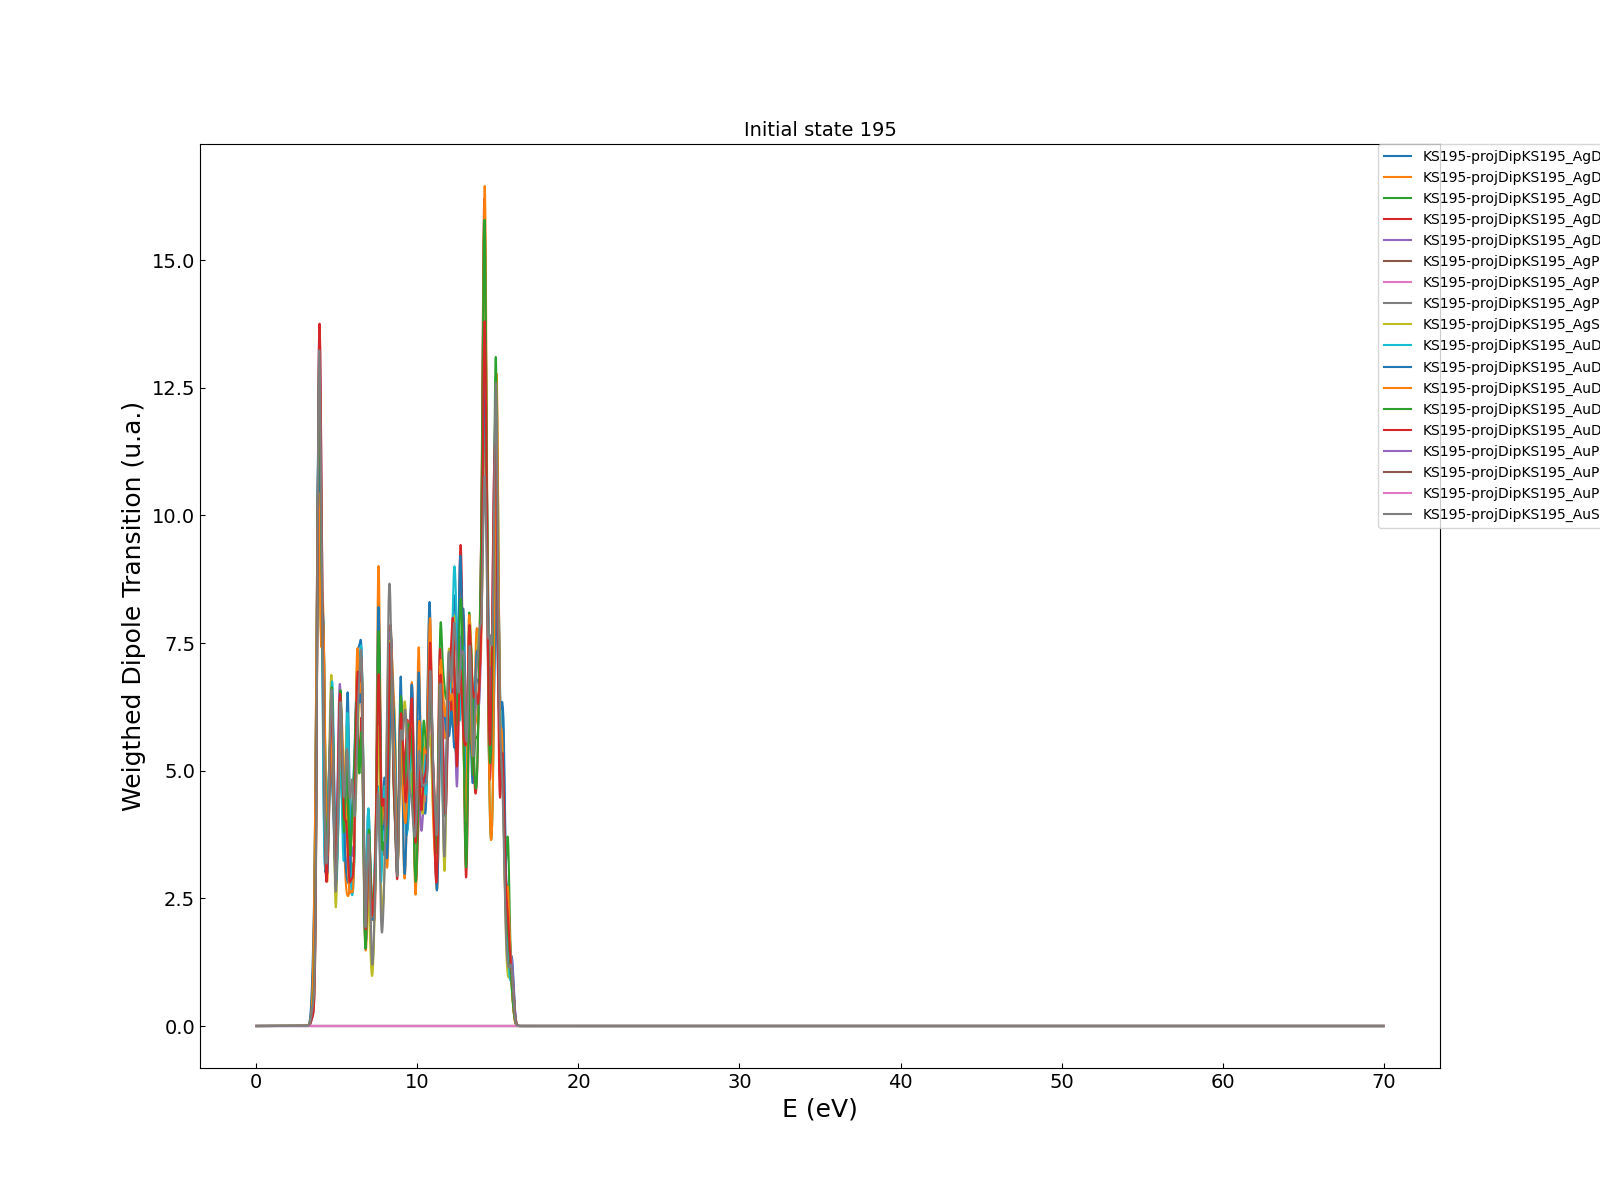 Initial state 195
KS195-projDipKS195_AgD
KS195-projDipKS195_AgD
KS195-projDipKS195_AgD
KS195-projDipKS195_AgD
KS195-projDipKS195_AgD
KS195-projDipKS195_AgP
KS195-projDipKS195_AgP
KS195-projDipKS195_AgP
KS195-projDipKS195_AgS
KS195-projDipKS195_AuD
KS195-projDipKS195_AuD
KS195-projDipKS195_AuD
KS195-projDipKS195_AuD
KS195-projDipKS195_AuD
KS195-projDipKS195_AuP
KS195-projDipKS195_AuP
KS195-projDipKS195_AuP
KS195-projDipKS195_AuS
15.0
12.5
10.0
7.5
5.0
2.5
0.0
Weigthed Dipole Transition (u.a.)
0 10 20 30 40 50 60 70
E (eV)